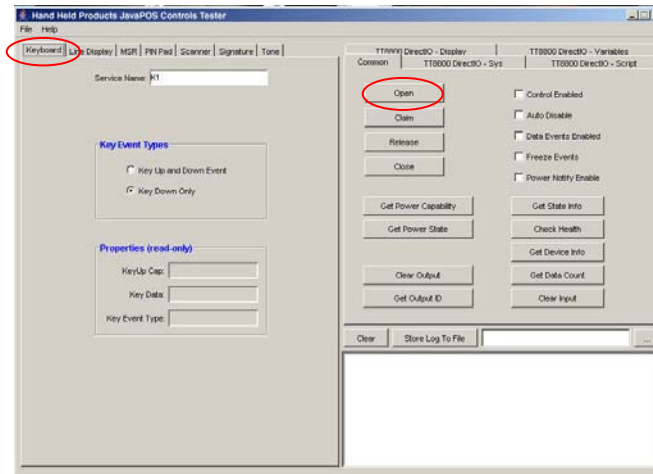 Hand Held Products JavaPOS Controls Tester
File Help
Keyboard Line Display MSR PIN Pad Scanner Signature Tone
Service Name: K1
Key Event Types
Key Up and Down Event
Key Down Only
Properties (read-only)
KeyUp Cap:
Key Data:
Key Event Type:
TT8800 DirectIO - Display TT8800 DirectIO - Variables
Common TT8800 DirectIO - Sys TT8800 DirectIO - Script
Open Control Enabled
Claim Auto Disable
Release Data Events Enabled
Close Freeze Events
Power Notify Enable
Get Power Capability Get State Info
Get Power State Check Health
Get Device Info
Clear Output Get Data Count
Get Output ID Clear Input
Clear Store Log To File ...